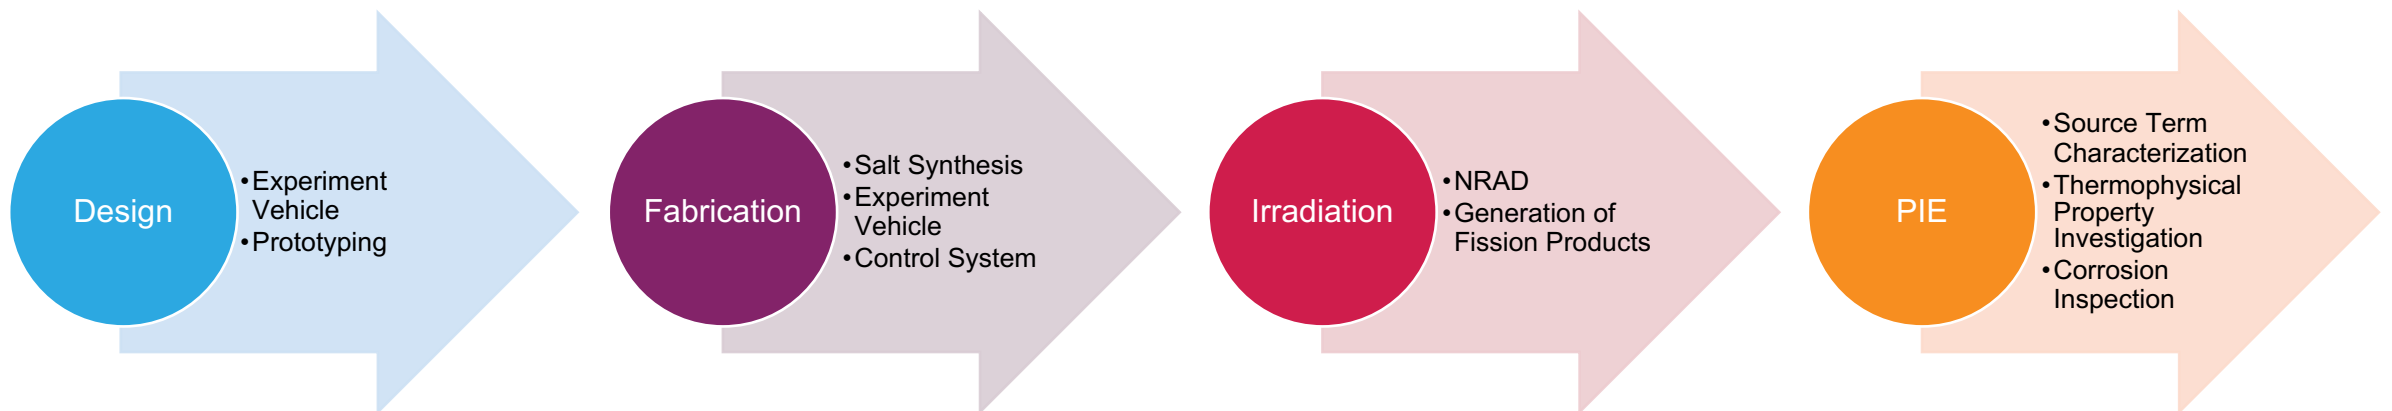 Design
•Experiment
Vehicle
•Prototyping
Fabrication
•Salt Synthesis
•Experiment
Vehicle
•Control System
Irradiation
•NRAD
•Generation of
Fission Products
PIE
•Source Term
Characterization
•Thermophysical
Property
Investigation
•Corrosion
Inspection